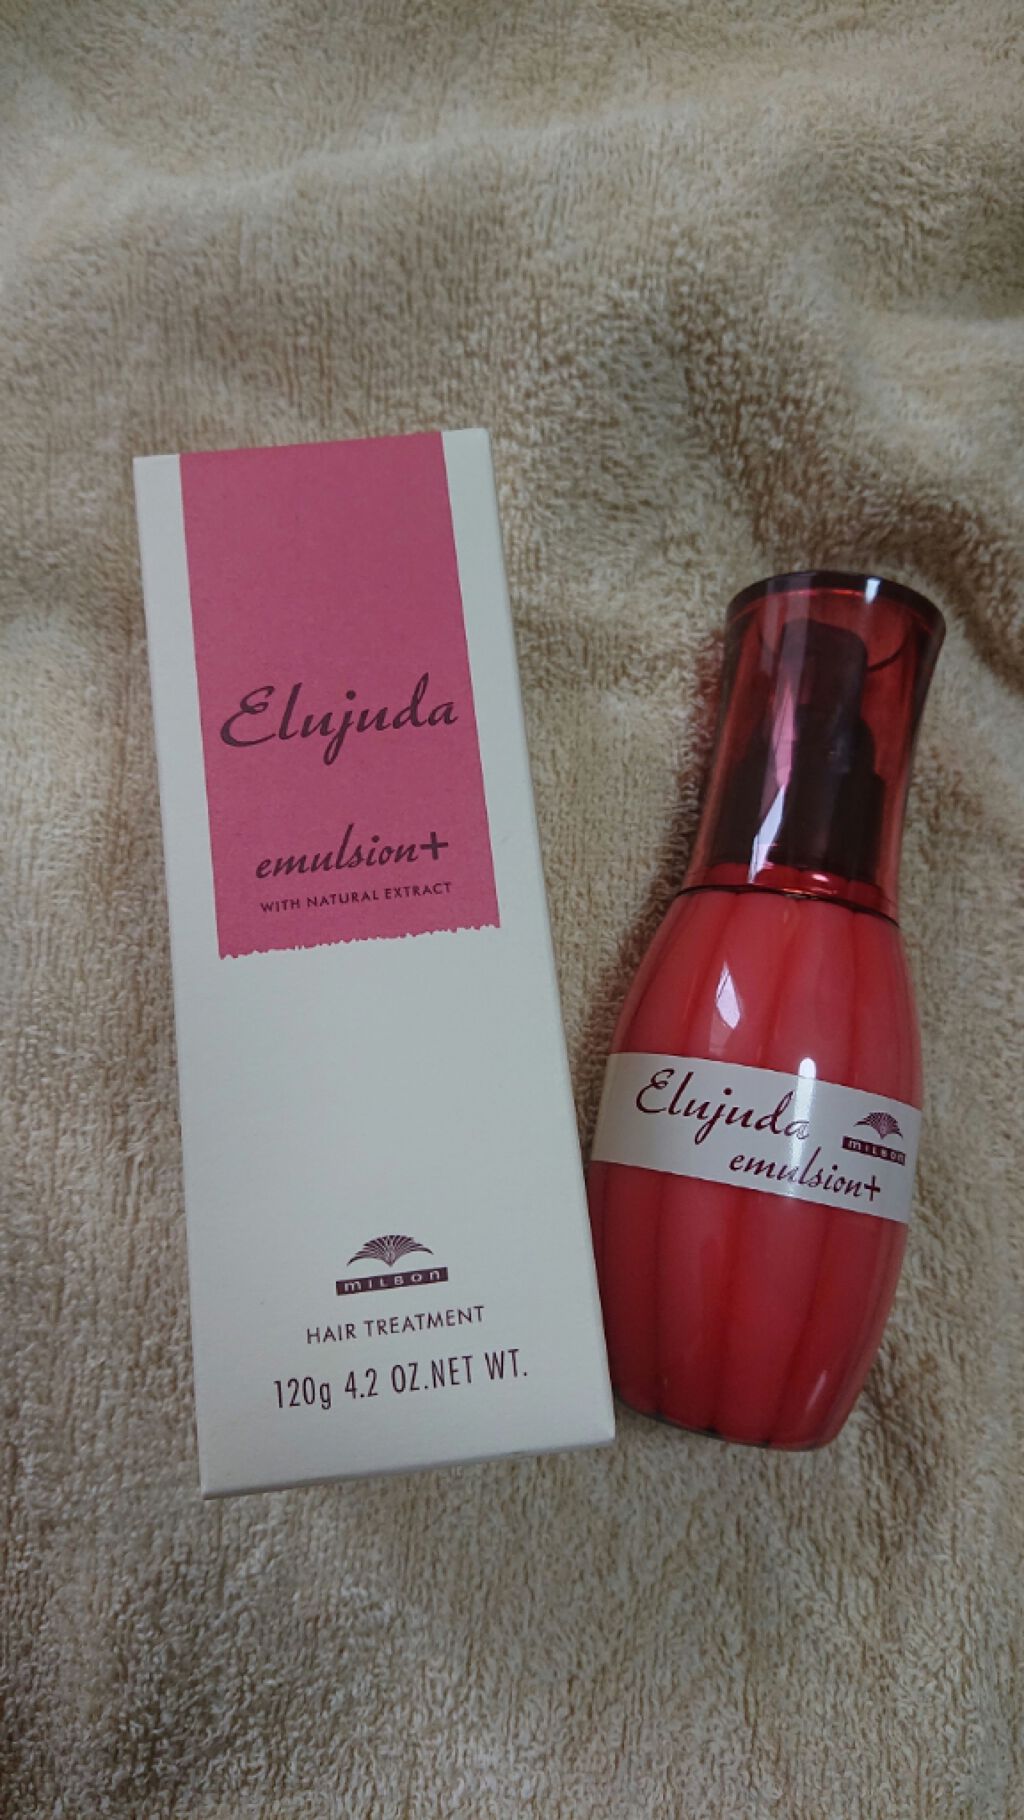 Elujuda
emulsion+
WITH NATURAL EXTRACT
milbon
HAIR TREATMENT
120g 4.2 OZ.NET WT.
Elujuda
milbon
emulsion+